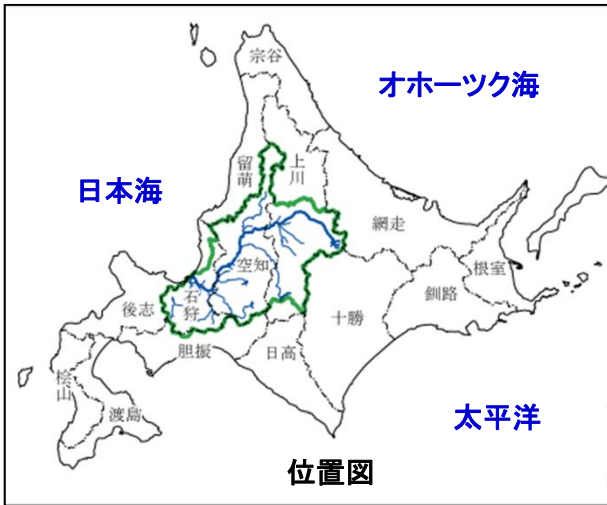 宗谷
オホーツク海
留萌
上川
日本海
網走
根室
空知
釧路
石狩
後志
十勝
胆振
日高
桧山
渡島
太平洋
位置図